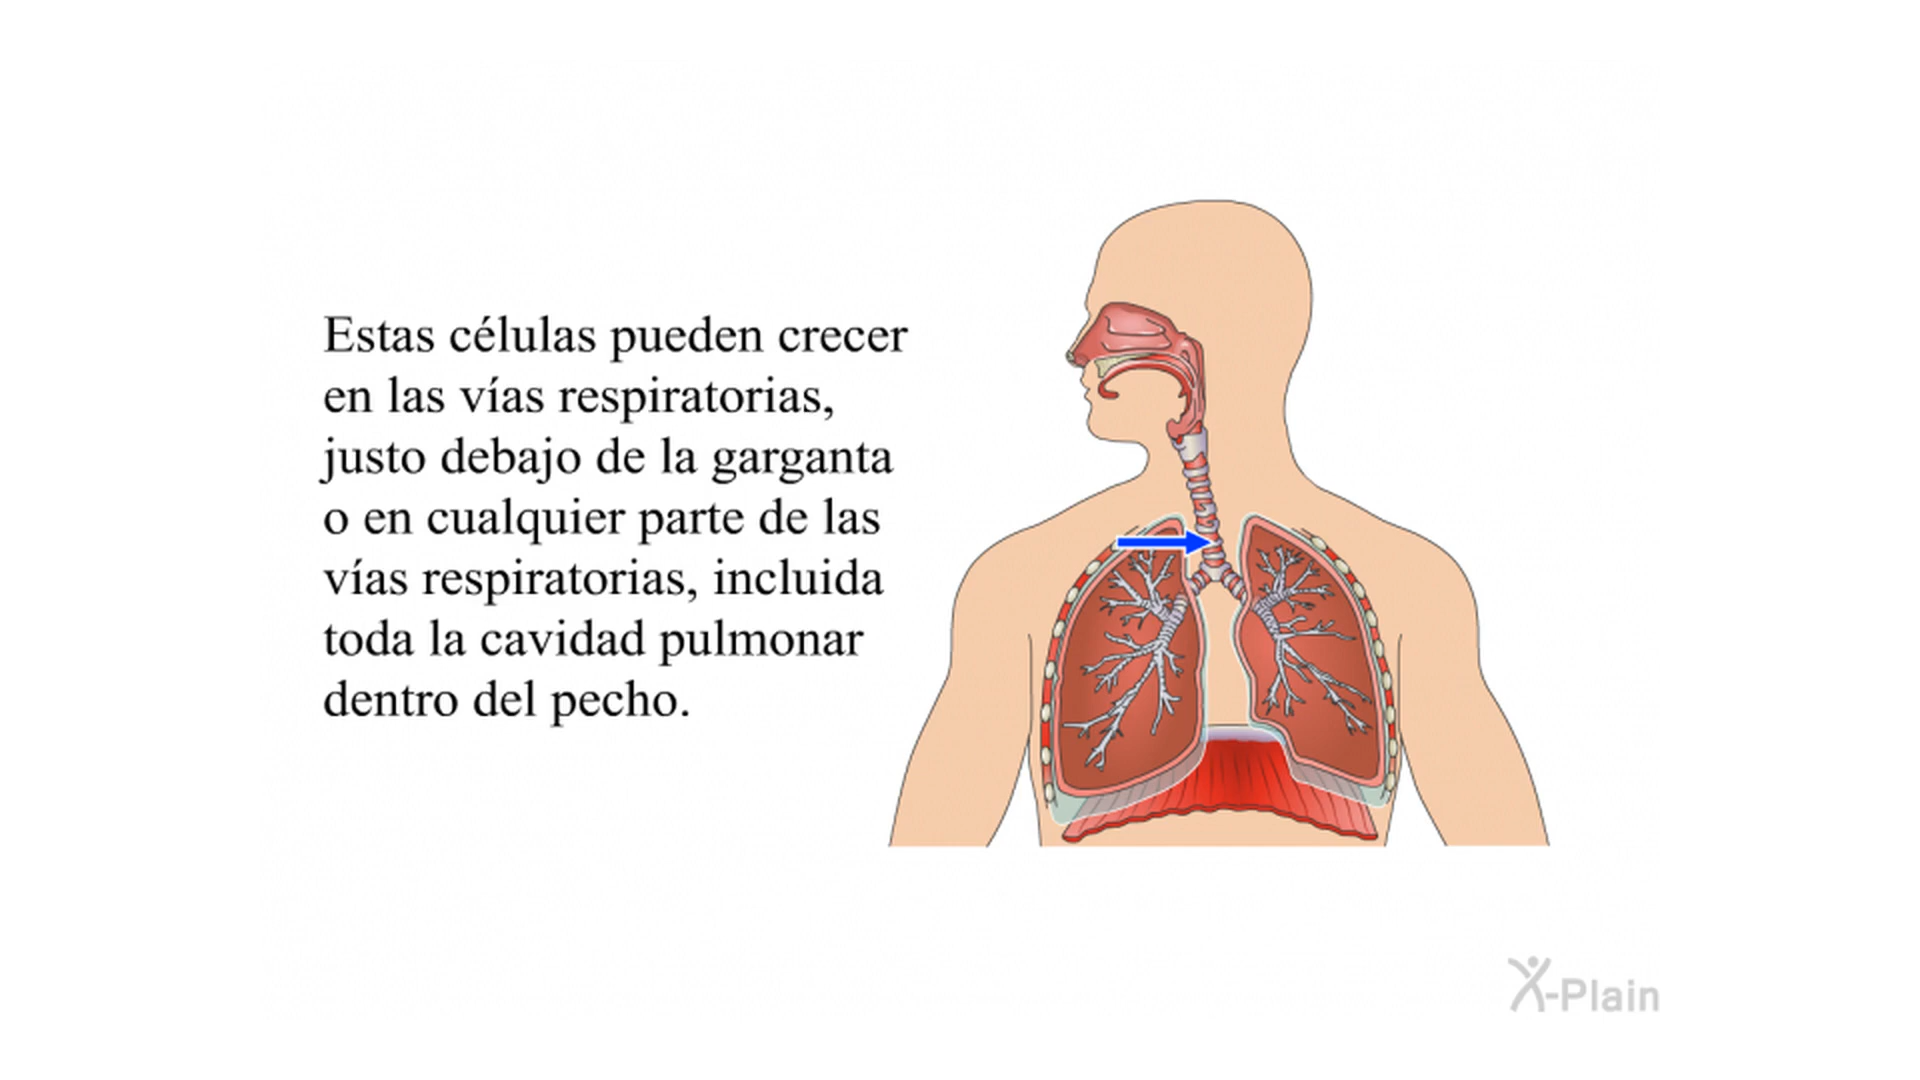 Estas células pueden crecer
en las vías respiratorias,
justo debajo de la garganta
o en cualquier parte de las
vías respiratorias, incluida
toda la cavidad pulmonar
dentro del pecho.
X-Plain